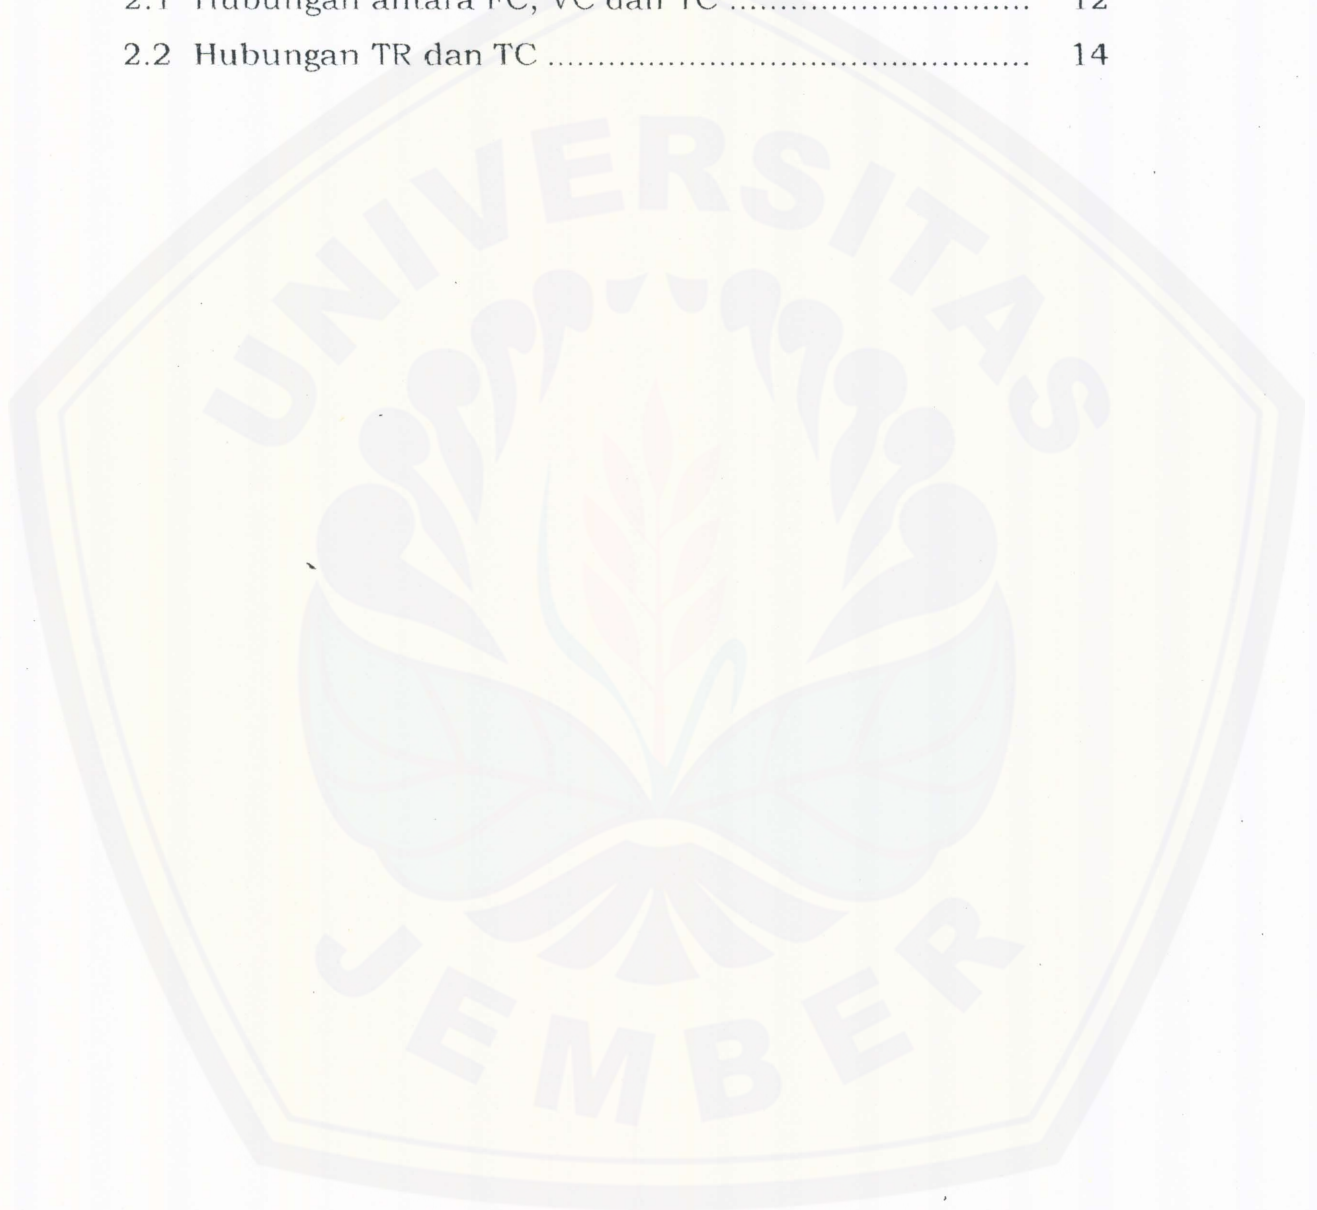 2.1 Hubungan antara FC, VC dan TC ............................... 12
2.2 Hubungan TR dan TC ................................................. 14
UNIVERSITAS
JEMBER